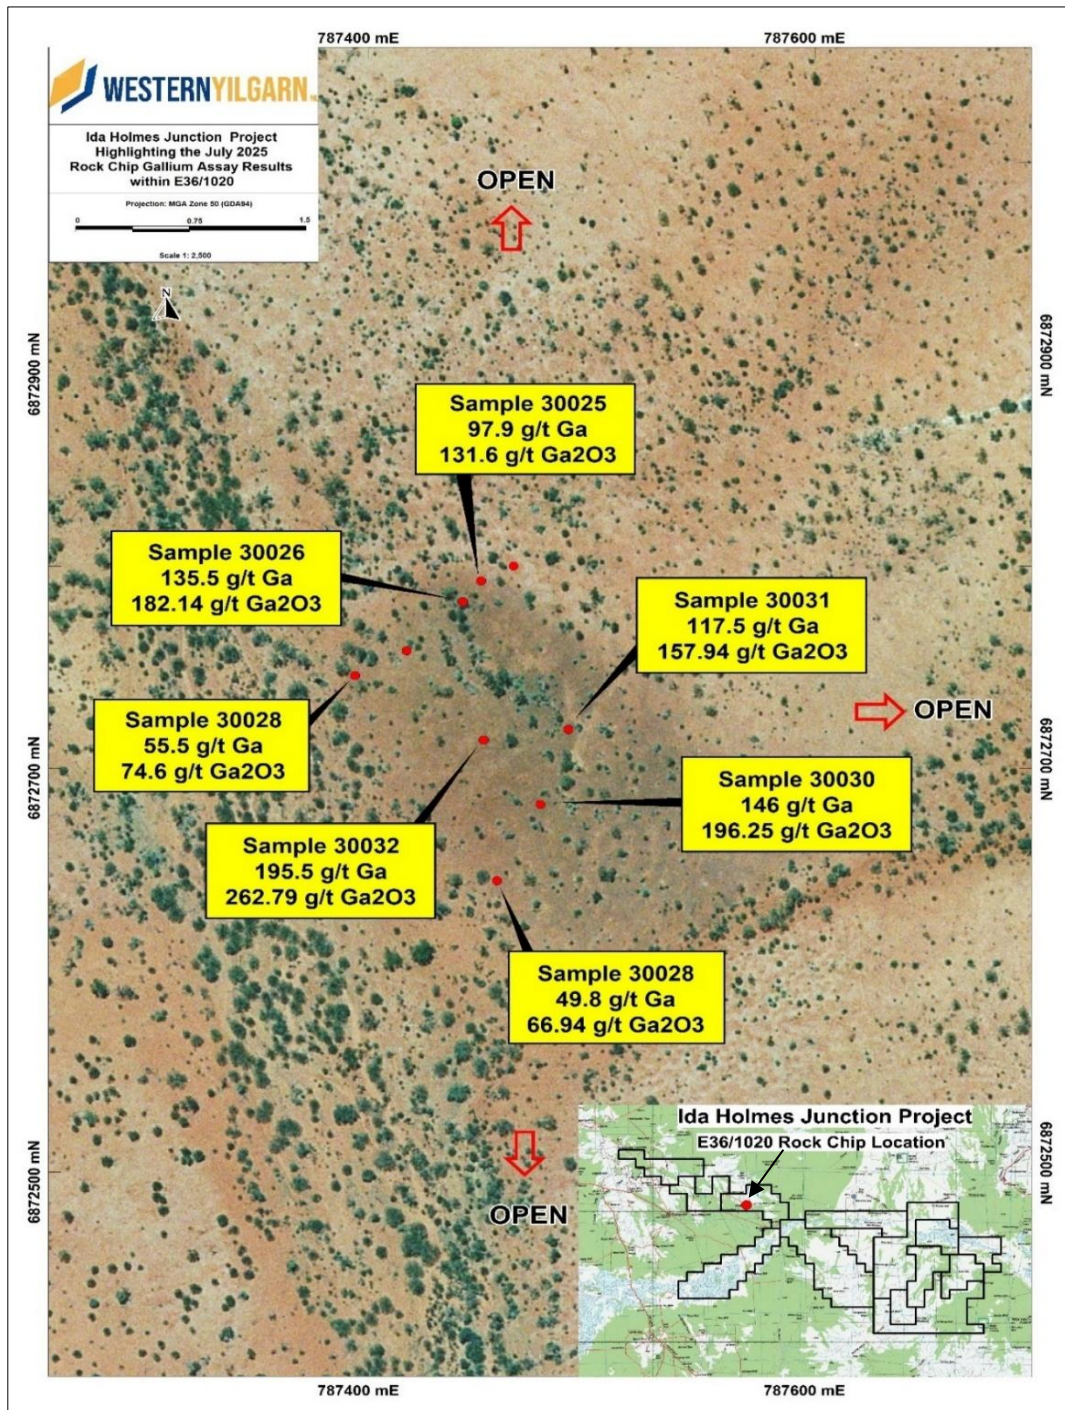 787400 mE
787600 mE
WESTERNYILGARN
Ida Holmes Junction Project
Highlighting the July 2025
Rock Chip Gallium Assay Results
within E36/1020
Projection: MGA Zone 50 (GDA94)
0 0.75 1.5
Scale 1: 2,500
N
OPEN
6872900 mN
6872900 mN
Sample 30025
97.9 g/t Ga
131.6 g/t Ga2O3
Sample 30026
135.5 g/t Ga
182.14 g/t Ga2O3
Sample 30031
117.5 g/t Ga
157.94 g/t Ga2O3
Sample 30028
55.5 g/t Ga
74.6 g/t Ga2O3
OPEN
6872700 mN
6872700 mN
Sample 30030
146 g/t Ga
196.25 g/t Ga2O3
Sample 30032
195.5 g/t Ga
262.79 g/t Ga2O3
Sample 30028
49.8 g/t Ga
66.94 g/t Ga2O3
OPEN
6872500 mN
6872500 mN
Ida Holmes Junction Project
E36/1020 Rock Chip Location
787400 mE
787600 mE